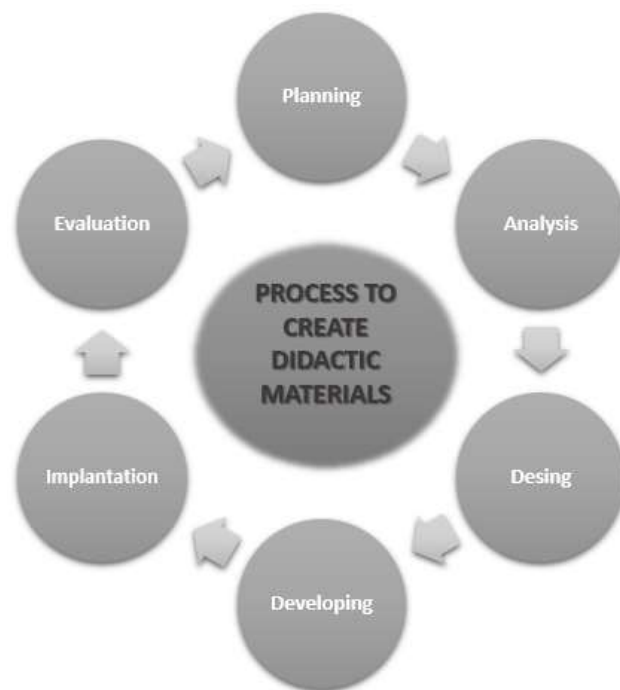 Planning
Analysis
Desing
Developing
Implantation
Evaluation
PROCESS TO
CREATE
DIDACTIC
MATERIALS